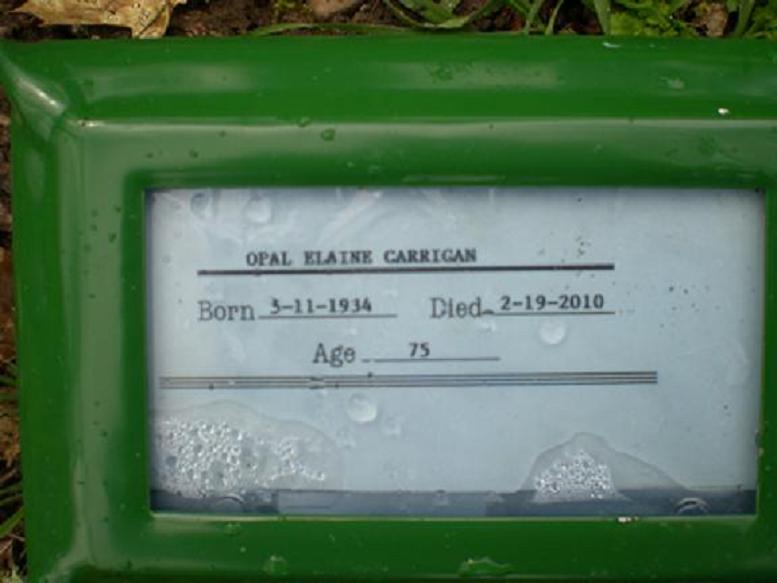 OPAL ELAINE CARRIGAN
Born 3-11-1934 Died 2-19-2010
Age 75